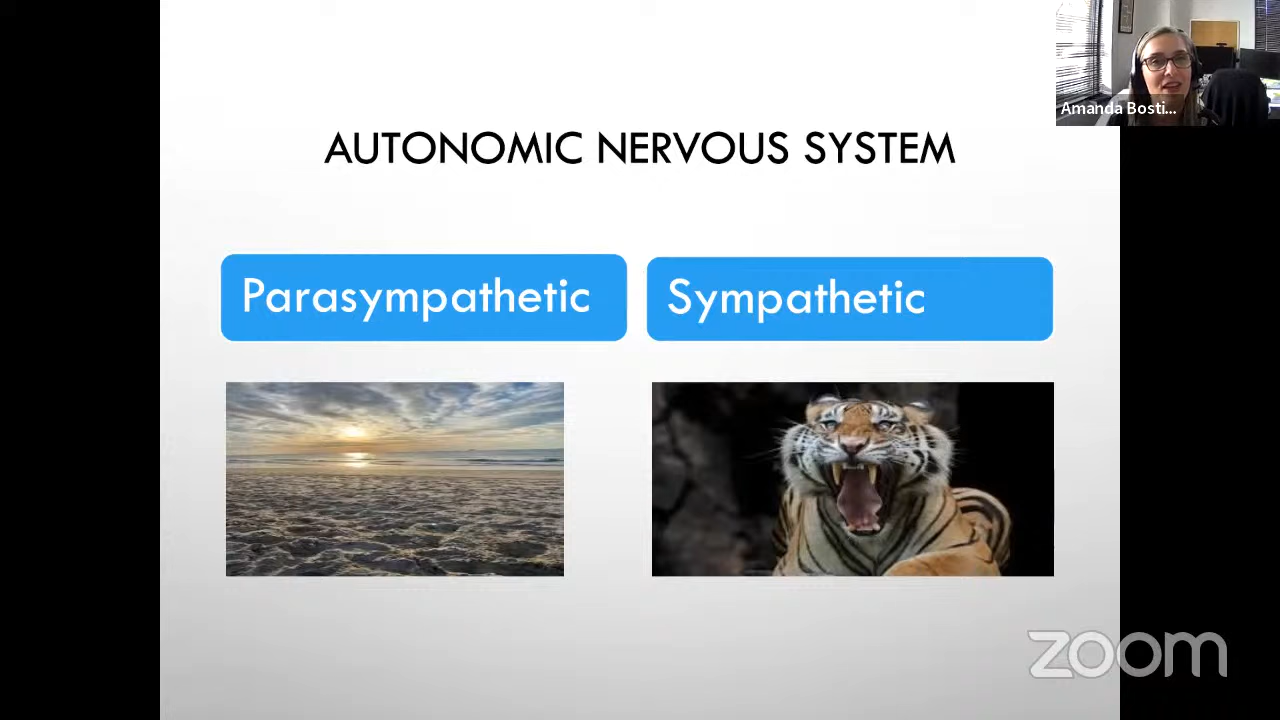 Amanda Bosti...
AUTONOMIC NERVOUS SYSTEM
Parasympathetic
Sympathetic
zoom